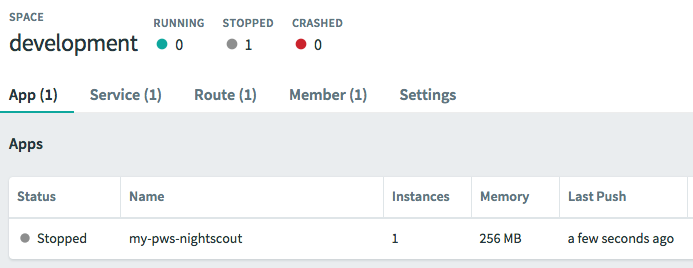 SPACE
development
RUNNING STOPPED CRASHED
0 1 0
App (1) Service (1) Route (1) Member (1) Settings
Apps
Status Name Instances Memory Last Push
Stopped my-pws-nightscout 1 256 MB a few seconds ago